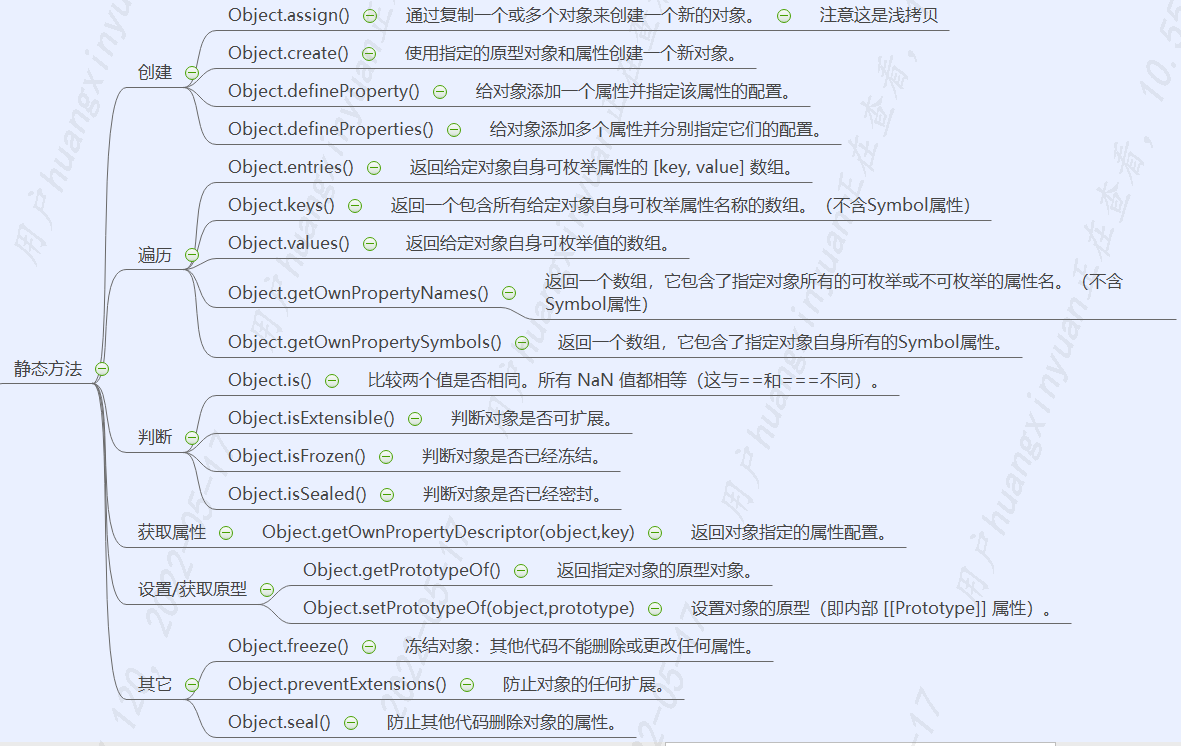 静态方法
创建
Object.assign() 通过复制一个或多个对象来创建一个新的对象。 注意这是浅拷贝
Object.create() 使用指定的原型对象和属性创建一个新对象。
Object.defineProperty() 给对象添加一个属性并指定该属性的配置。
Object.defineProperties() 给对象添加多个属性并分别指定它们的配置。
遍历
Object.entries() 返回给定对象自身可枚举属性的 [key, value] 数组。
Object.keys() 返回一个包含所有给定对象自身可枚举属性名称的数组。（不含Symbol属性）
Object.values() 返回给定对象自身可枚举值的数组。
Object.getOwnPropertyNames() 返回一个数组，它包含了指定对象所有的可枚举或不可枚举的属性名。（不含
Symbol属性）
Object.getOwnPropertySymbols() 返回一个数组，它包含了指定对象自身所有的Symbol属性。
判断
Object.is() 比较两个值是否相同。所有 NaN 值都相等（这与==和===不同）。
Object.isExtensible() 判断对象是否可扩展。
Object.isFrozen() 判断对象是否已经冻结。
Object.isSealed() 判断对象是否已经密封。
获取属性 Object.getOwnPropertyDescriptor(object,key) 返回对象指定的属性配置。
设置/获取原型
Object.getPrototypeOf() 返回指定对象的原型对象。
Object.setPrototypeOf(object,prototype) 设置对象的原型（即内部 [[Prototype]] 属性）。
其它
Object.freeze() 冻结对象：其他代码不能删除或更改任何属性。
Object.preventExtensions() 防止对象的任何扩展。
Object.seal() 防止其他代码删除对象的属性。
用户huangxinyuan正在查看，
2022-05-17